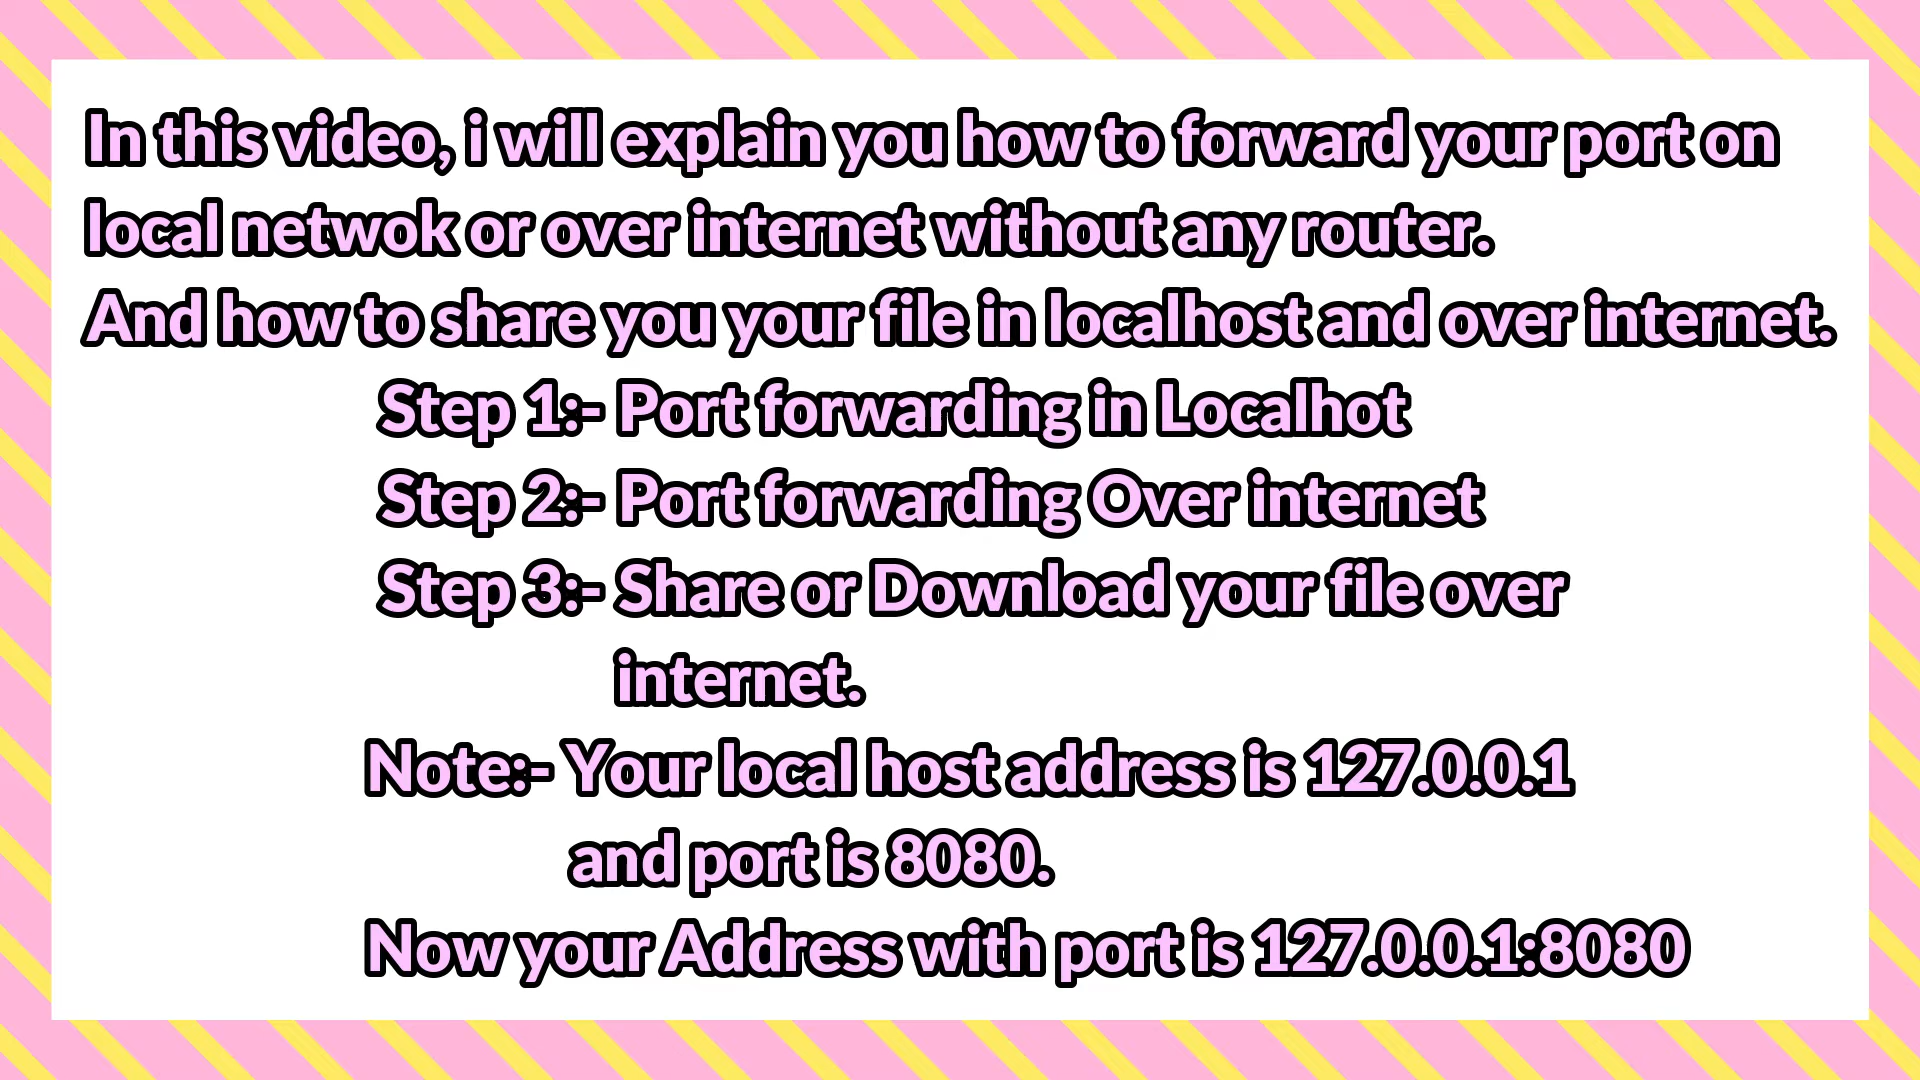 In this video, i will explain you how to forward your port on
local netwok or over internet without any router.
And how to share you your file in localhost and over internet.
Step 1:- Port forwarding in Localhot
Step 2:- Port forwarding Over internet
Step 3:- Share or Download your file over
internet.
Note:- Your local host address is 127.0.0.1
and port is 8080.
Now your Address with port is 127.0.0.1:8080